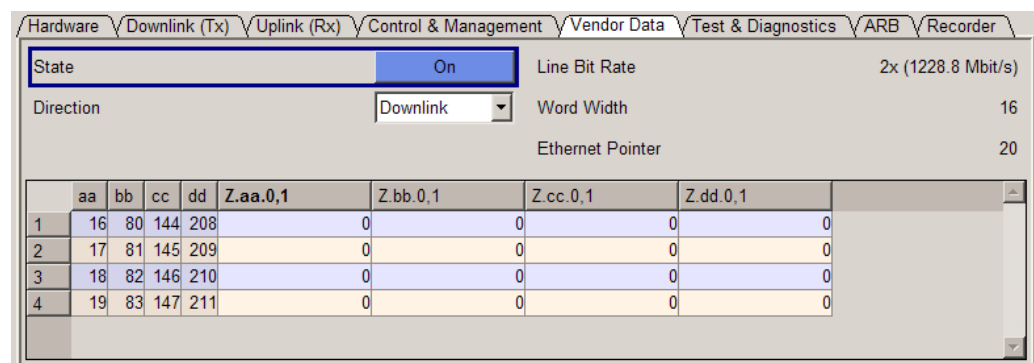 Hardware Downlink (Tx) Uplink (Rx) Control & Management Vendor Data Test & Diagnostics ARB Recorder
State On Line Bit Rate 2x (1228.8 Mbit/s)
Direction Downlink Word Width 16
Ethernet Pointer 20
aa bb cc dd Z.aa.0,1 Z.bb.0,1 Z.cc.0,1 Z.dd.0,1
1 16 80 144 208 0 0 0 0
2 17 81 145 209 0 0 0 0
3 18 82 146 210 0 0 0 0
4 19 83 147 211 0 0 0 0